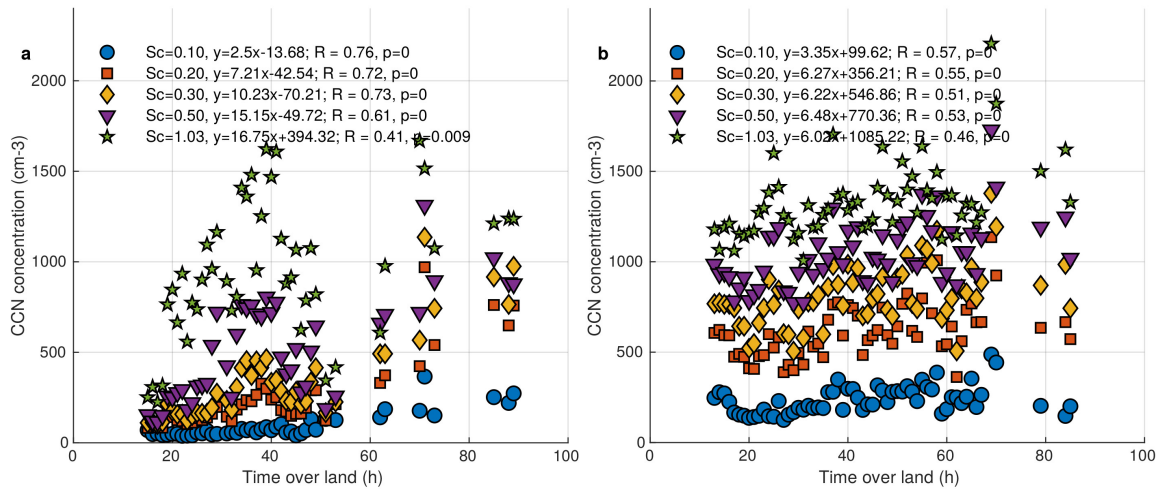 a
Sc=0.10, y=2.5x-13.68; R = 0.76, p=0
Sc=0.20, y=7.21x-42.54; R = 0.72, p=0
Sc=0.30, y=10.23x-70.21; R = 0.73, p=0
Sc=0.50, y=15.15x-49.72; R = 0.61, p=0
Sc=1.03, y=16.75x+394.32; R = 0.41, p=0.009
CCN concentration (cm-3)
2000
1500
1000
500
0
0 20 40 60 80 100
Time over land (h)
b
Sc=0.10, y=3.35x+99.62; R = 0.57, p=0
Sc=0.20, y=6.27x+356.21; R = 0.55, p=0
Sc=0.30, y=6.22x+546.86; R = 0.51, p=0
Sc=0.50, y=6.48x+770.36; R = 0.53, p=0
Sc=1.03, y=6.02x+1085.22; R = 0.46, p=0
CCN concentration (cm-3)
2000
1500
1000
500
0
0 20 40 60 80 100
Time over land (h)